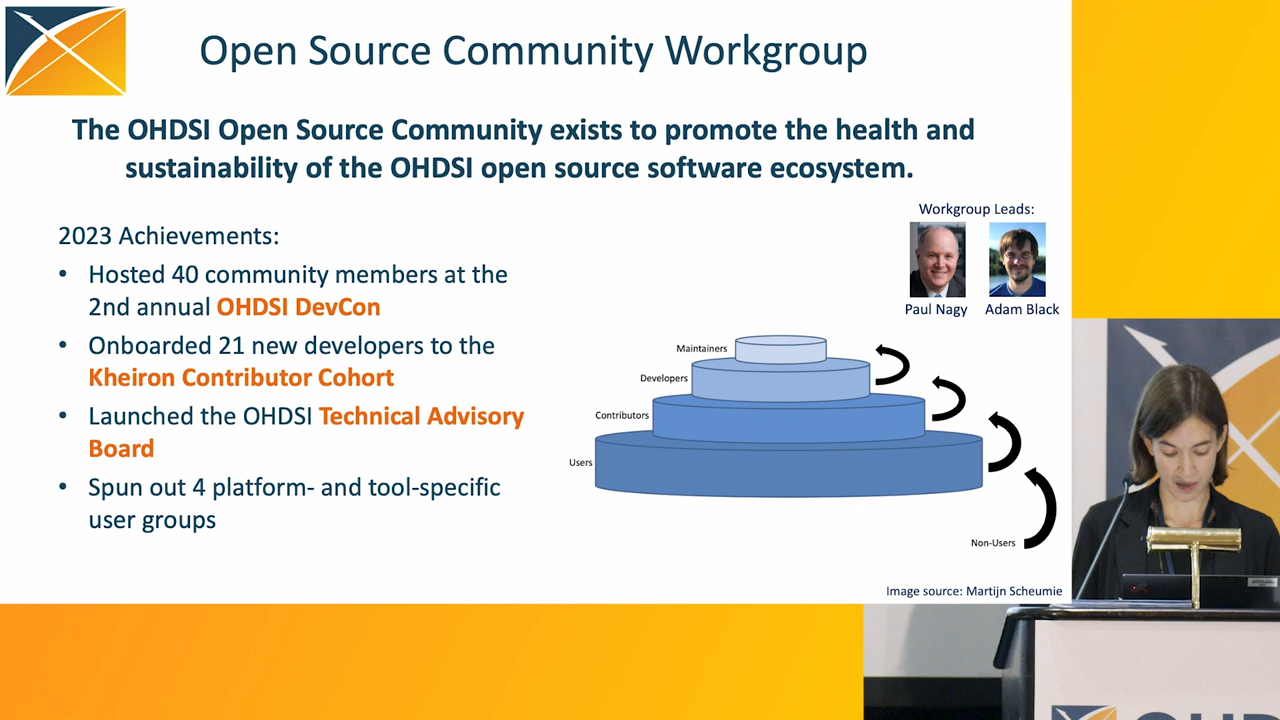 Open Source Community Workgroup
The OHDSI Open Source Community exists to promote the health and
sustainability of the OHDSI open source software ecosystem.
Workgroup Leads:
Paul Nagy
Adam Black
2023 Achievements:
• Hosted 40 community members at the
2nd annual OHDSI DevCon
• Onboarded 21 new developers to the
Kheiron Contributor Cohort
• Launched the OHDSI Technical Advisory
Board
• Spun out 4 platform- and tool-specific
user groups
Maintainers
Developers
Contributors
Users
Non-Users
Image source: Martijn Scheumie